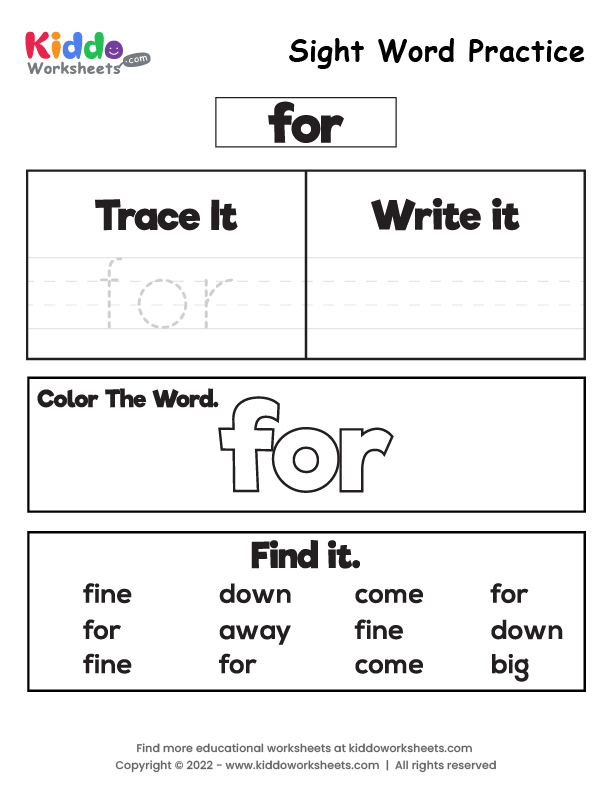 Kiddo
Worksheets .com
Sight Word Practice
for
Trace It
Write it
for
Color The Word.
for
Find it.
fine down come for
for away fine down
fine for come big
Find more educational worksheets at kiddoworksheets.com
Copyright © 2022 - www.kiddoworksheets.com | All rights reserved